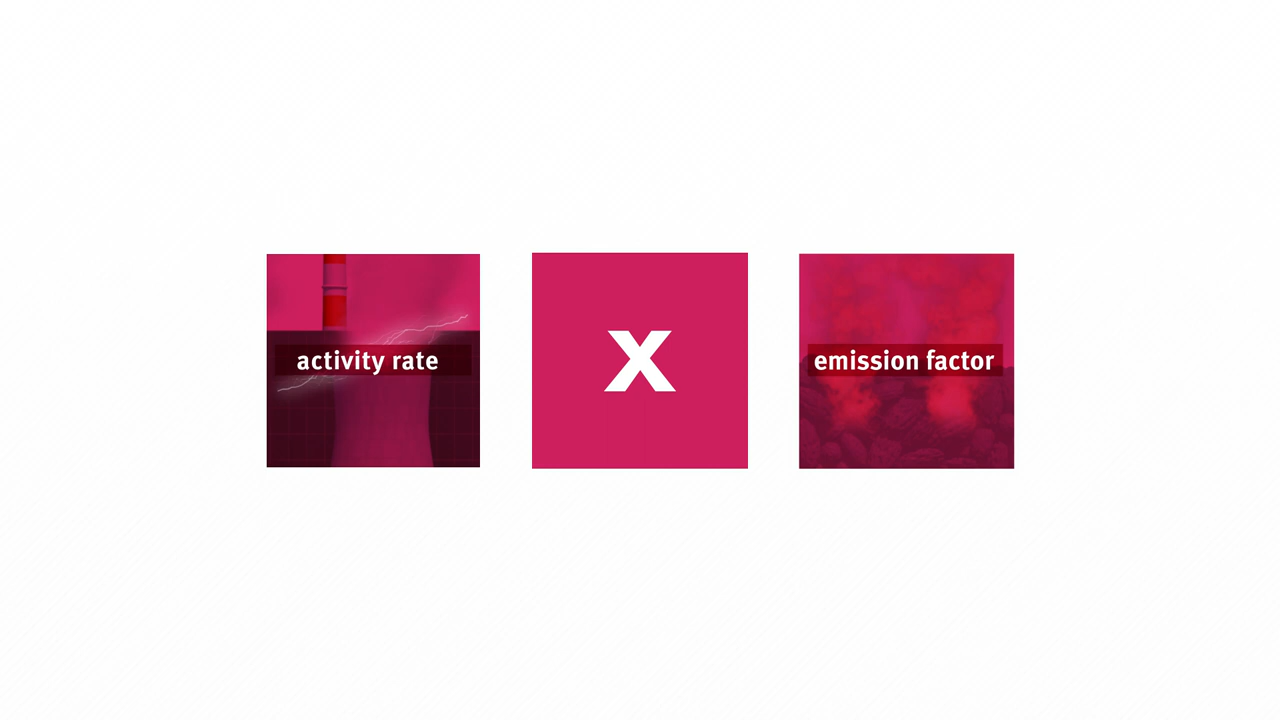 activity rate
x
emission factor